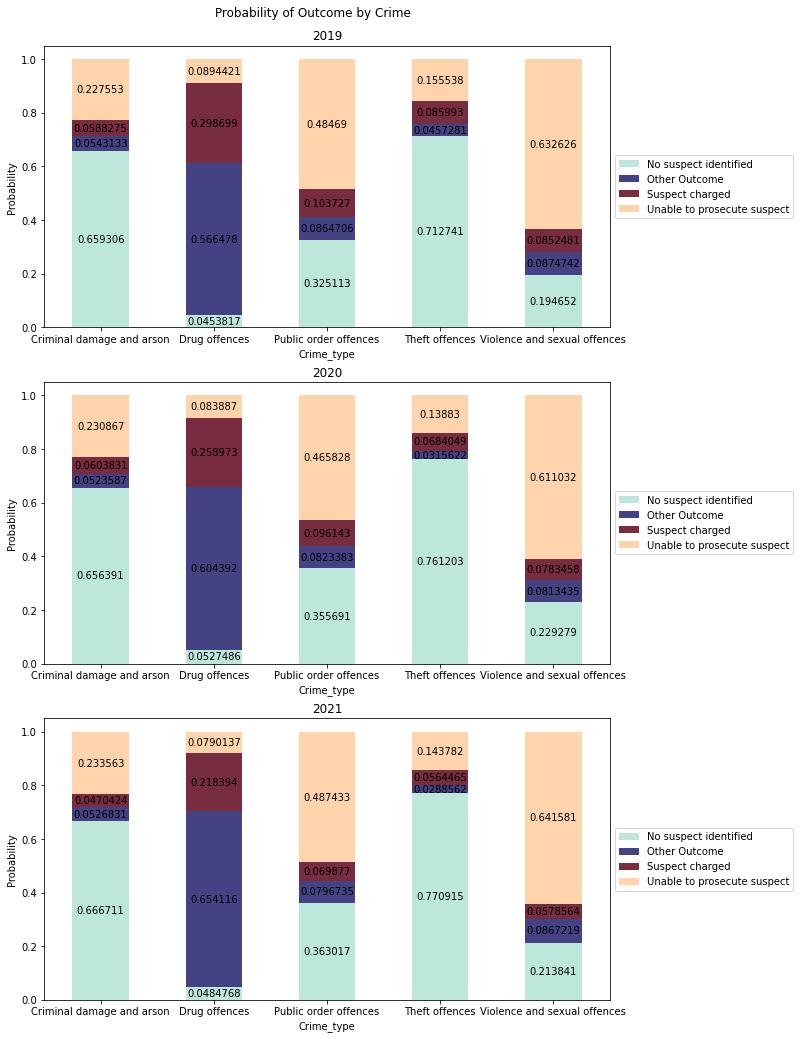 Probability of Outcome by Crime
2019
1.0
0.8
0.6
0.4
0.2
0.0
Probability
0.227553
0.0588275
0.0543133
0.659306
0.0894421
0.298699
0.566478
0.0453817
0.48469
0.103727
0.0864706
0.325113
0.155538
0.085993
0.0457281
0.712741
0.632626
0.0852481
0.0874742
0.194652
Criminal damage and arson
Drug offences
Public order offences
Theft offences
Violence and sexual offences
Crime_type
No suspect identified
Other Outcome
Suspect charged
Unable to prosecute suspect
2020
1.0
0.8
0.6
0.4
0.2
0.0
Probability
0.230867
0.0603831
0.0523587
0.656391
0.083887
0.258973
0.604392
0.0527486
0.465828
0.096143
0.0823383
0.355691
0.13883
0.0684049
0.0315622
0.761203
0.611032
0.0783458
0.0813435
0.229279
Criminal damage and arson
Drug offences
Public order offences
Theft offences
Violence and sexual offences
Crime_type
No suspect identified
Other Outcome
Suspect charged
Unable to prosecute suspect
2021
1.0
0.8
0.6
0.4
0.2
0.0
Probability
0.233563
0.0470424
0.0526831
0.666711
0.0790137
0.218394
0.654116
0.0484768
0.487433
0.069877
0.0796735
0.363017
0.143782
0.0564465
0.0288562
0.770915
0.641581
0.0578564
0.0867219
0.213841
Criminal damage and arson
Drug offences
Public order offences
Theft offences
Violence and sexual offences
Crime_type
No suspect identified
Other Outcome
Suspect charged
Unable to prosecute suspect